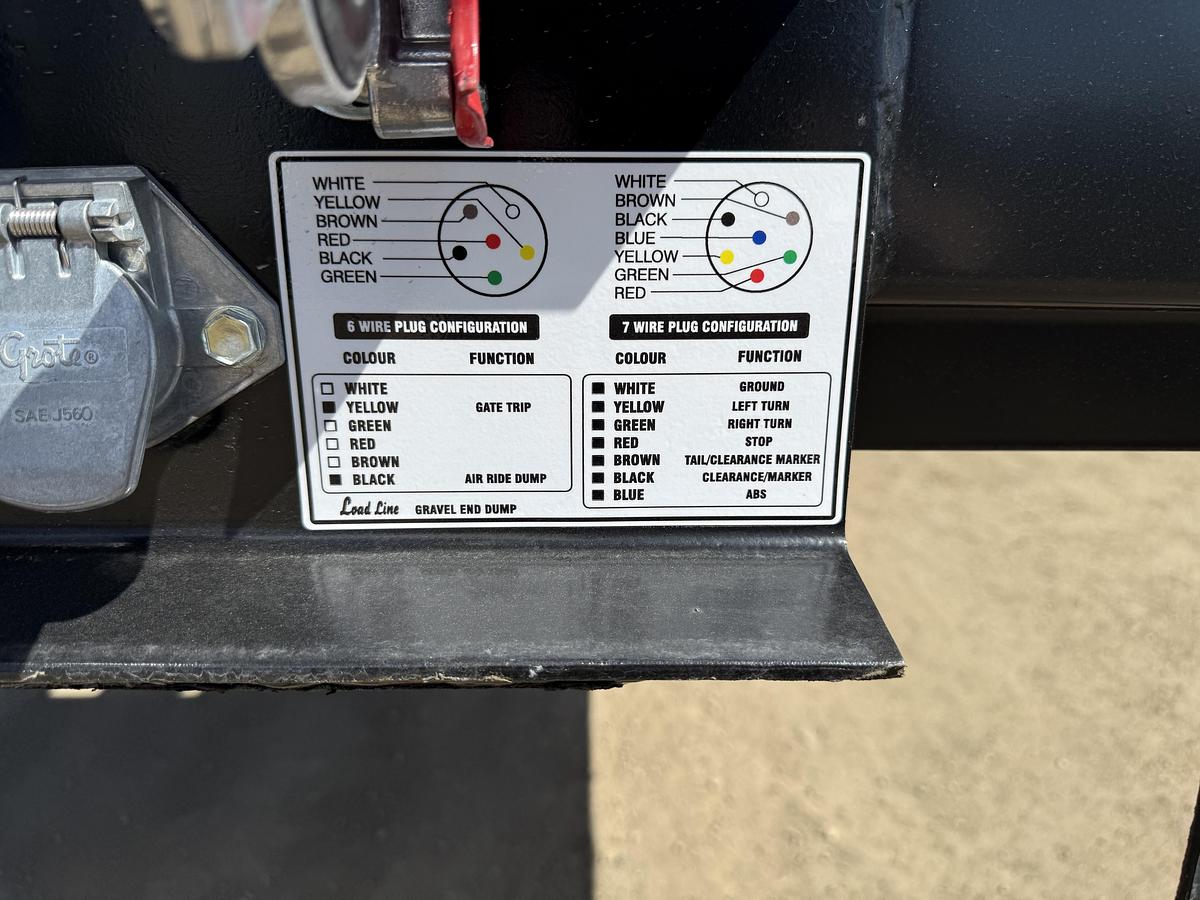 Grote®
SAE J560
WHITE
YELLOW
BROWN
RED
BLACK
GREEN
6 WIRE PLUG CONFIGURATION
COLOUR FUNCTION
WHITE
YELLOW GATE TRIP
GREEN
RED
BROWN
BLACK AIR RIDE DUMP
Load Line GRAVEL END DUMP
WHITE
BROWN
BLACK
BLUE
YELLOW
GREEN
RED
7 WIRE PLUG CONFIGURATION
COLOUR FUNCTION
WHITE GROUND
YELLOW LEFT TURN
GREEN RIGHT TURN
RED STOP
BROWN TAIL/CLEARANCE MARKER
BLACK CLEARANCE/MARKER
BLUE ABS